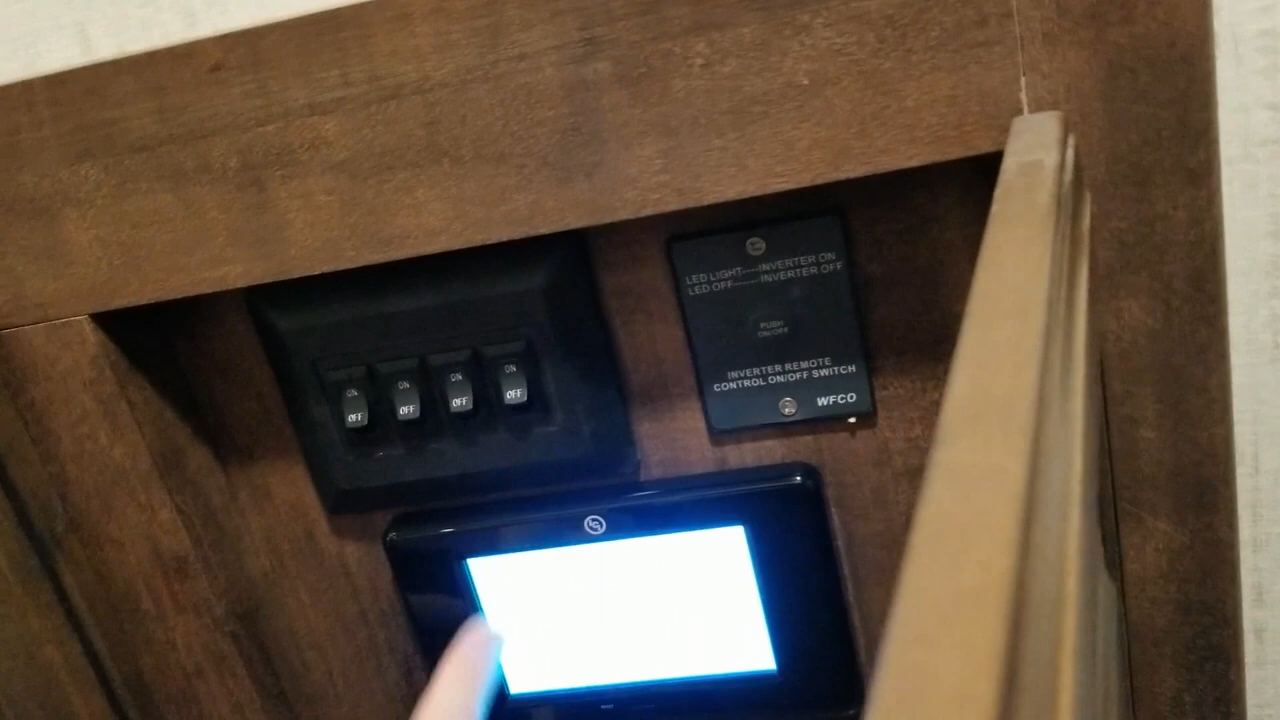 ON ON ON ON
OFF OFF OFF OFF
LED LIGHT----INVERTER ON
LED OFF-------INVERTER OFF
PUSH
ON/OFF
INVERTER REMOTE
CONTROL ON/OFF SWITCH
WFCO